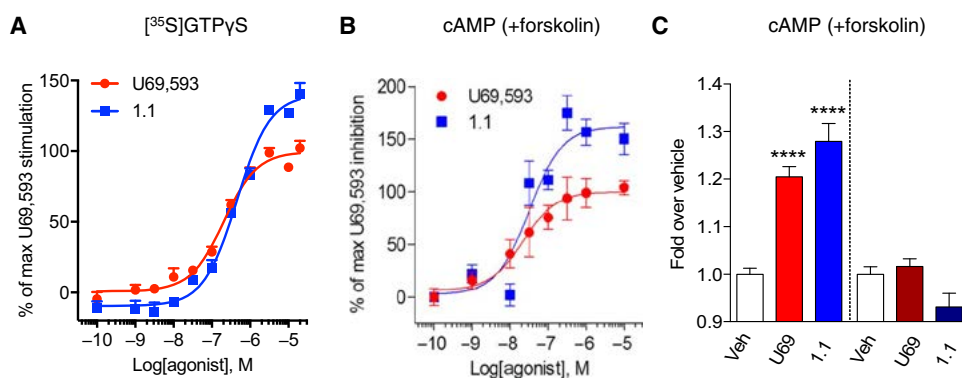 A
[³⁵S]GTPγS
% of max U69,593 stimulation
150
100
50
0
U69,593
1.1
−10 −9 −8 −7 −6 −5
Log[agonist], M
B
cAMP (+forskolin)
% of max U69,593 inhibition
200
150
100
50
0
U69,593
1.1
−10 −9 −8 −7 −6 −5
Log[agonist], M
C
cAMP (+forskolin)
Fold over vehicle
1.4
1.3
1.2
1.0
0.9
****
****
Veh U69 1.1 Veh U69 1.1